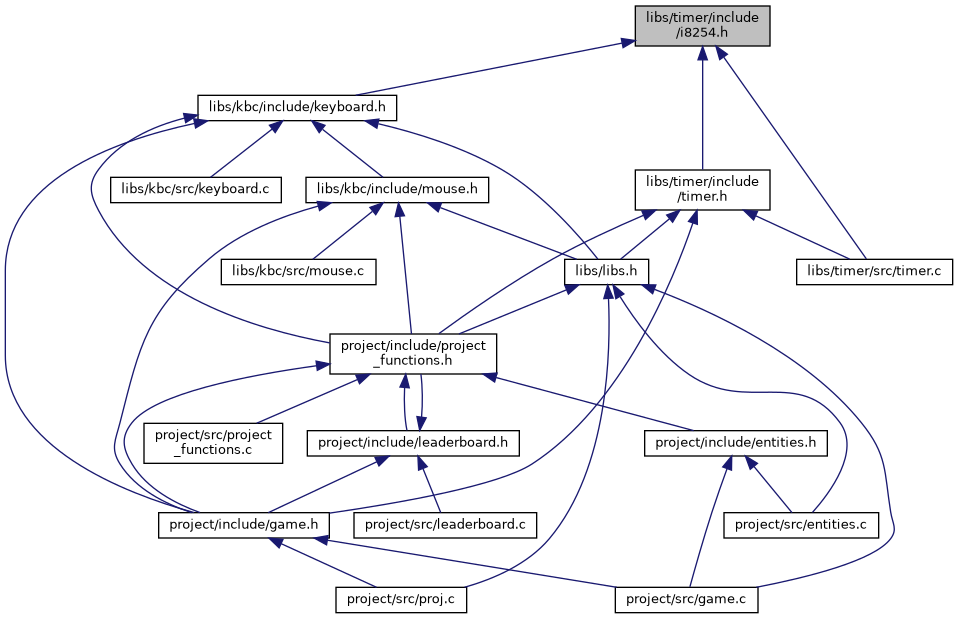 libs/timer/include
/i8254.h
libs/kbc/include/keyboard.h
libs/kbc/src/keyboard.c
libs/kbc/include/mouse.h
libs/timer/include
/timer.h
libs/kbc/src/mouse.c
libs/libs.h
libs/timer/src/timer.c
project/include/project
_functions.h
project/src/project
_functions.c
project/include/leaderboard.h
project/include/entities.h
project/include/game.h
project/src/leaderboard.c
project/src/entities.c
project/src/proj.c
project/src/game.c